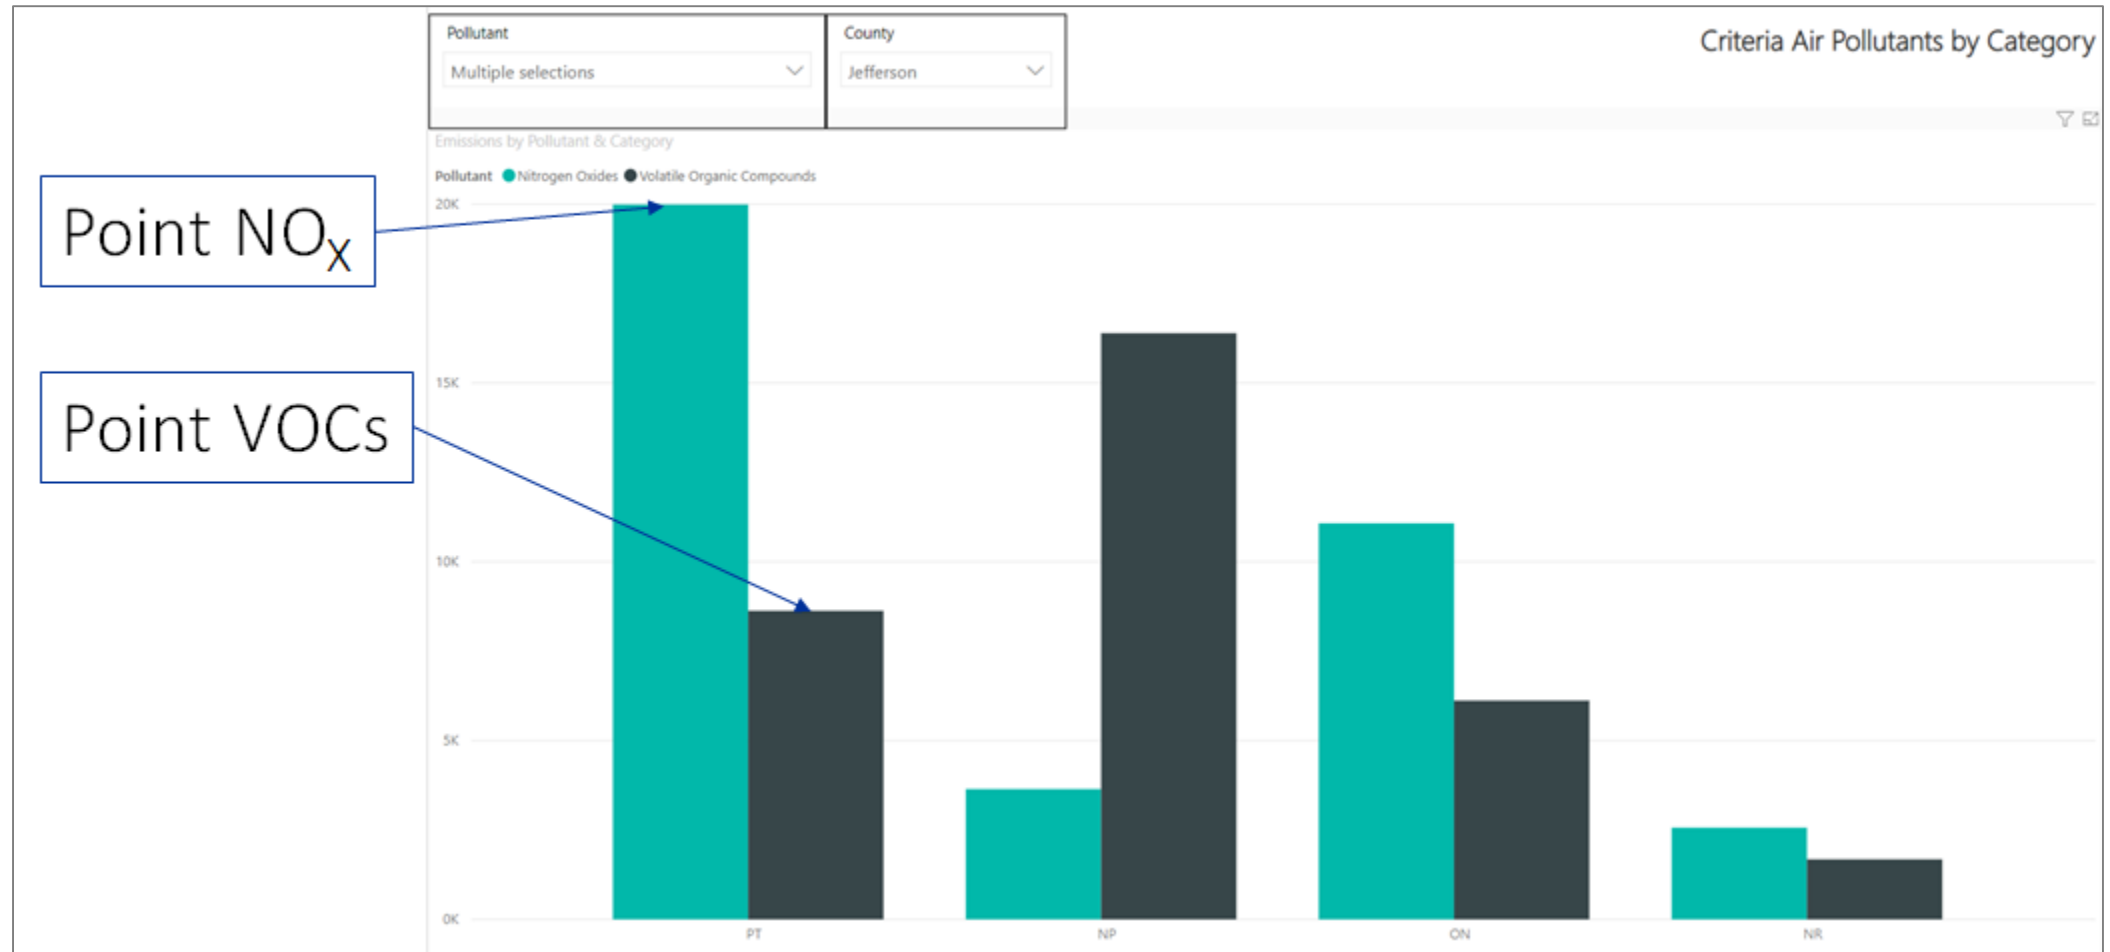 Pollutant
Multiple selections
County
Jefferson
Criteria Air Pollutants by Category
Emissions by Pollutant & Category
Pollutant Nitrogen Oxides Volatile Organic Compounds
Point NOX
Point VOCs
20K
15K
10K
5K
0K
PT NP ON NR